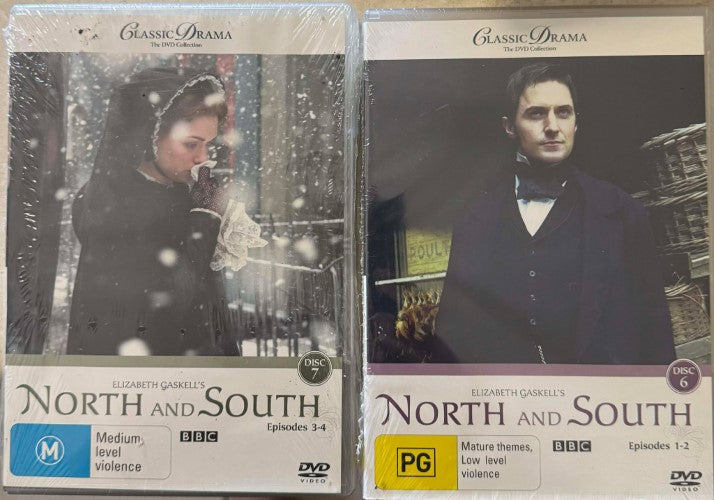 CLASSIC DRAMA
The DVD Collection
DISC
7
ELIZABETH GASKELL'S
NORTH AND SOUTH
Episodes 3-4
M
Medium
level
violence
BBC
DVD
VIDEO
CLASSIC DRAMA
The DVD Collection
POUL
DISC
6
ELIZABETH GASKELL'S
NORTH AND SOUTH
PG
Mature themes,
Low level
violence
BBC
Episodes 1-2
DVD
VIDEO